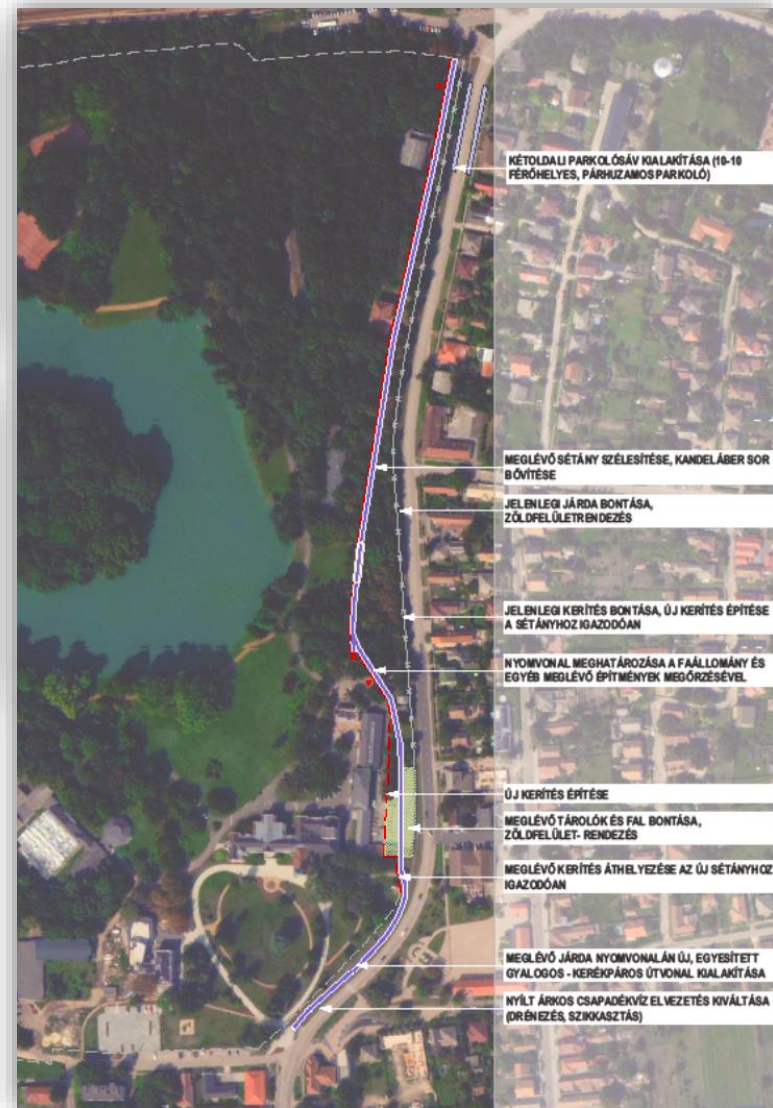 KÉTOLDALI PARKOLÓSÁV KIALAKÍTÁSA (10-10
FÉRŐHELYES, PÁRHUZAMOS PARKOLÓ)
MEGLÉVŐ SÉTÁNY SZÉLESÍTÉSE, KANDELÁBER SOR
BŐVÍTÉSE
JELENLEGI JÁRDA BONTÁSA,
ZÖLDFELÜLETRENDEZÉS
JELENLEGI KERÍTÉS BONTÁSA, ÚJ KERÍTÉS ÉPÍTÉSE
A SÉTÁNYHOZ IGAZODÓAN
NYOMVONAL MEGHATÁROZÁSA A FAÁLLOMÁNY ÉS
EGYÉB MEGLÉVŐ ÉPÍTMÉNYEK MEGŐRZÉSÉVEL
ÚJ KERÍTÉS ÉPÍTÉSE
MEGLÉVŐ TÁROLÓK ÉS FAL BONTÁSA,
ZÖLDFELÜLET- RENDEZÉS
MEGLÉVŐ KERÍTÉS ÁTHELYEZÉSE AZ ÚJ SÉTÁNYHOZ
IGAZODÓAN
MEGLÉVŐ JÁRDA NYOMVONALÁN ÚJ, EGYESÍTETT
GYALOGOS - KERÉKPÁROS ÚTVONAL KIALAKÍTÁSA
NYÍLT ÁRKOS CSAPADÉKVÍZ ELVEZETÉS KIVÁLTÁSA
(DRÉNEZÉS, SZIKKASZTÁS)